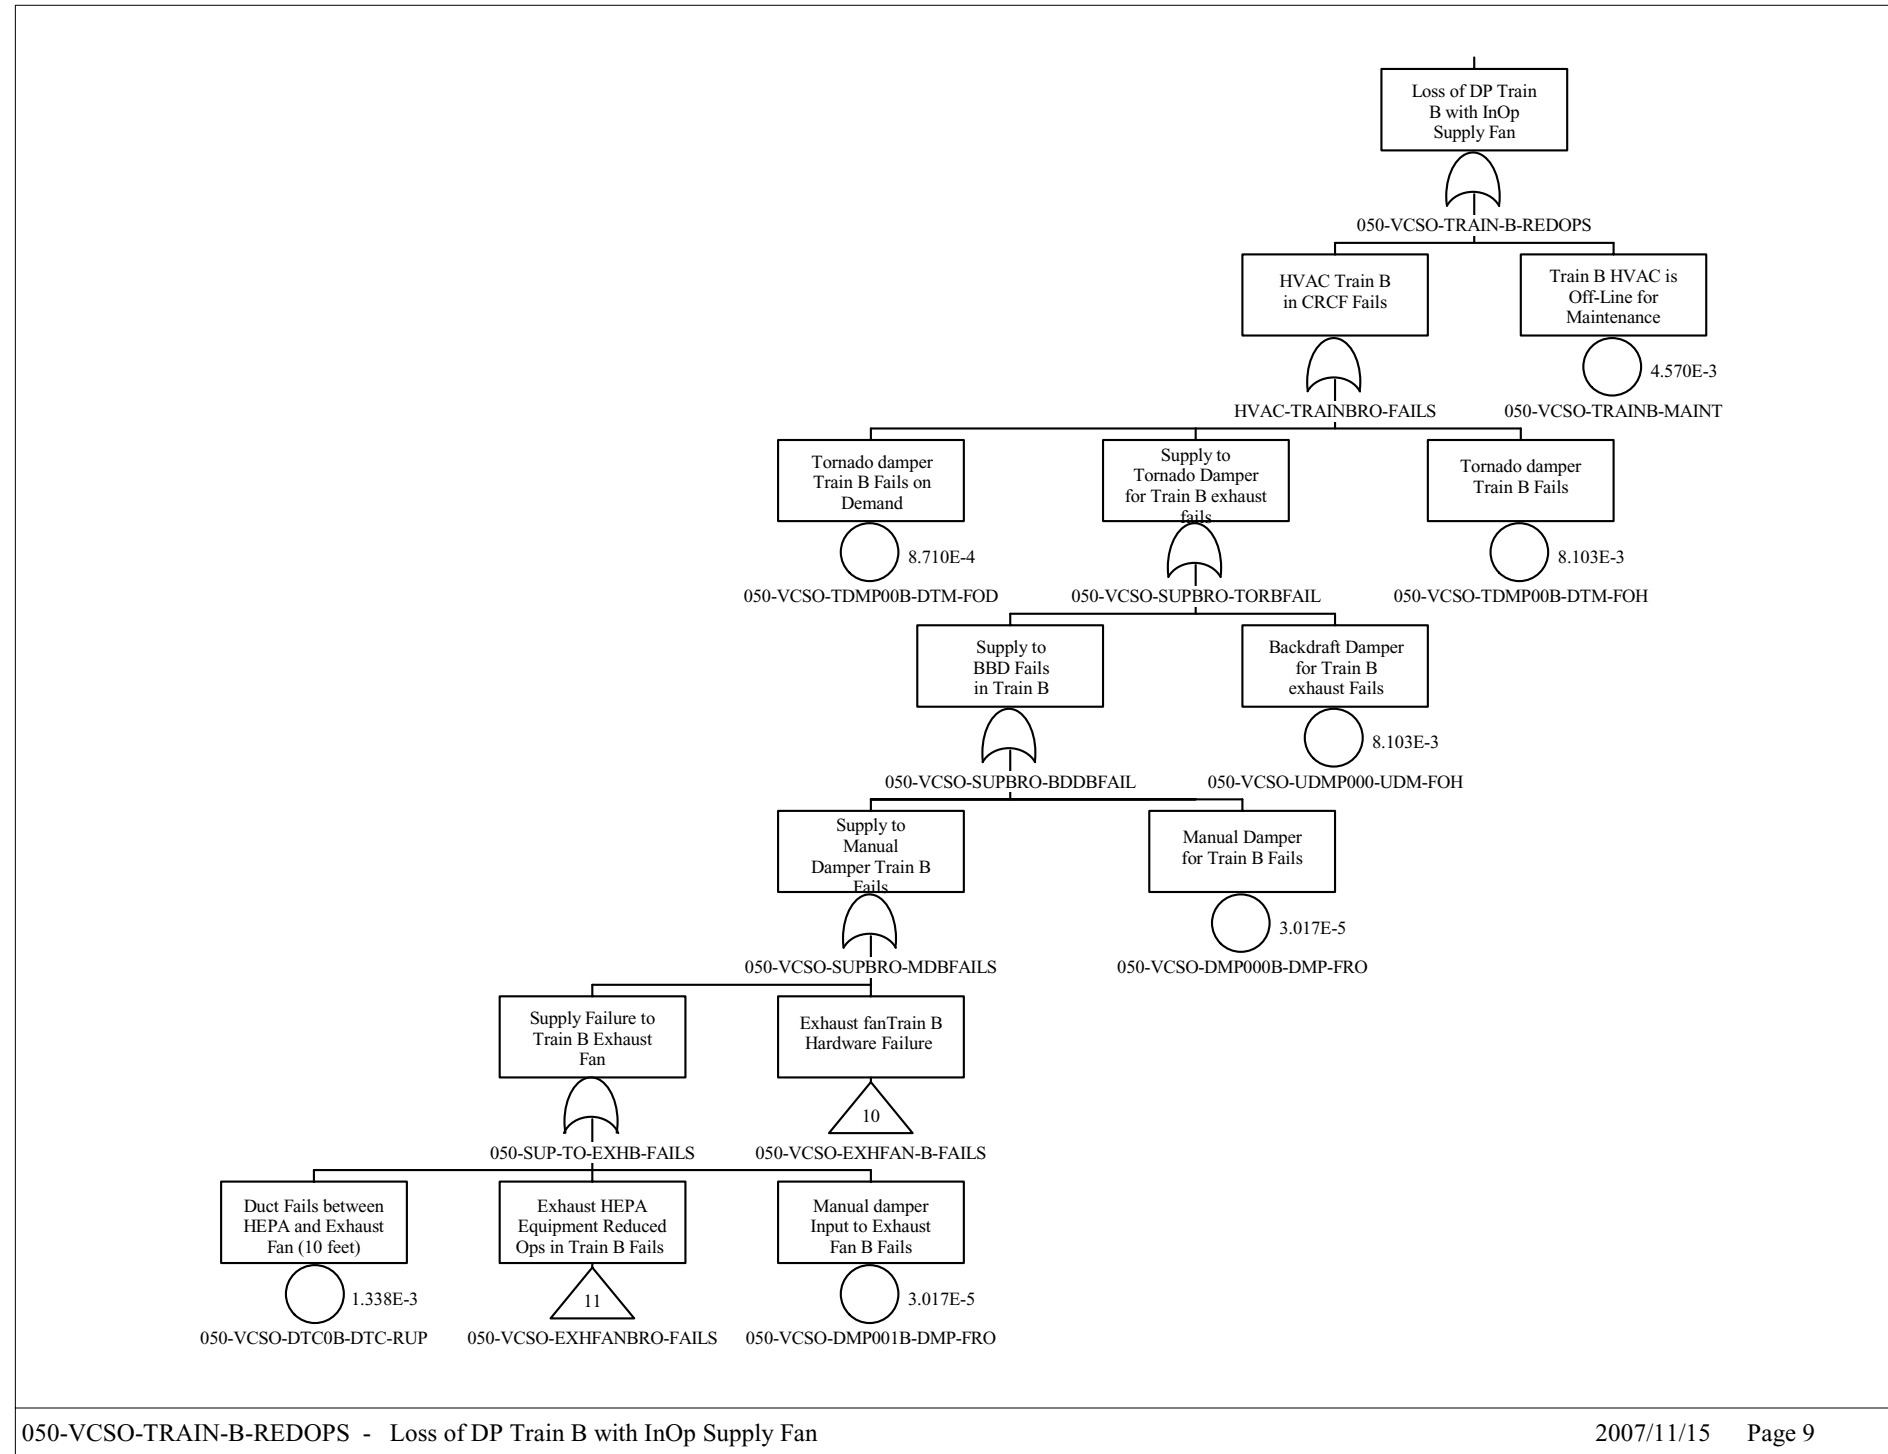 Loss of DP Train
B with InOp
Supply Fan
050-VCSO-TRAIN-B-REDOPS
HVAC Train B
in CRCF Fails
HVAC-TRAINBRO-FAILS
Train B HVAC is
Off-Line for
Maintenance
4.570E-3
050-VCSO-TRAINB-MAINT
Tornado damper
Train B Fails on
Demand
8.710E-4
050-VCSO-TDMP00B-DTM-FOD
Supply to
Tornado Damper
for Train B exhaust
fails
050-VCSO-SUPBRO-TORBFAIL
Tornado damper
Train B Fails
8.103E-3
050-VCSO-TDMP00B-DTM-FOH
Supply to
BBD Fails
in Train B
050-VCSO-SUPBRO-BDDBFAIL
Backdraft Damper
for Train B
exhaust Fails
8.103E-3
050-VCSO-UDMP000-UDM-FOH
Supply to
Manual
Damper Train B
Fails
050-VCSO-SUPBRO-MDBFAILS
Manual Damper
for Train B Fails
3.017E-5
050-VCSO-DMP000B-DMP-FRO
Supply Failure to
Train B Exhaust
Fan
050-SUP-TO-EXHB-FAILS
Exhaust fanTrain B
Hardware Failure
10
050-VCSO-EXHFAN-B-FAILS
Duct Fails between
HEPA and Exhaust
Fan (10 feet)
1.338E-3
050-VCSO-DTC0B-DTC-RUP
Exhaust HEPA
Equipment Reduced
Ops in Train B Fails
11
050-VCSO-EXHFANBRO-FAILS
Manual damper
Input to Exhaust
Fan B Fails
3.017E-5
050-VCSO-DMP001B-DMP-FRO
050-VCSO-TRAIN-B-REDOPS - Loss of DP Train B with InOp Supply Fan
2007/11/15 Page 9